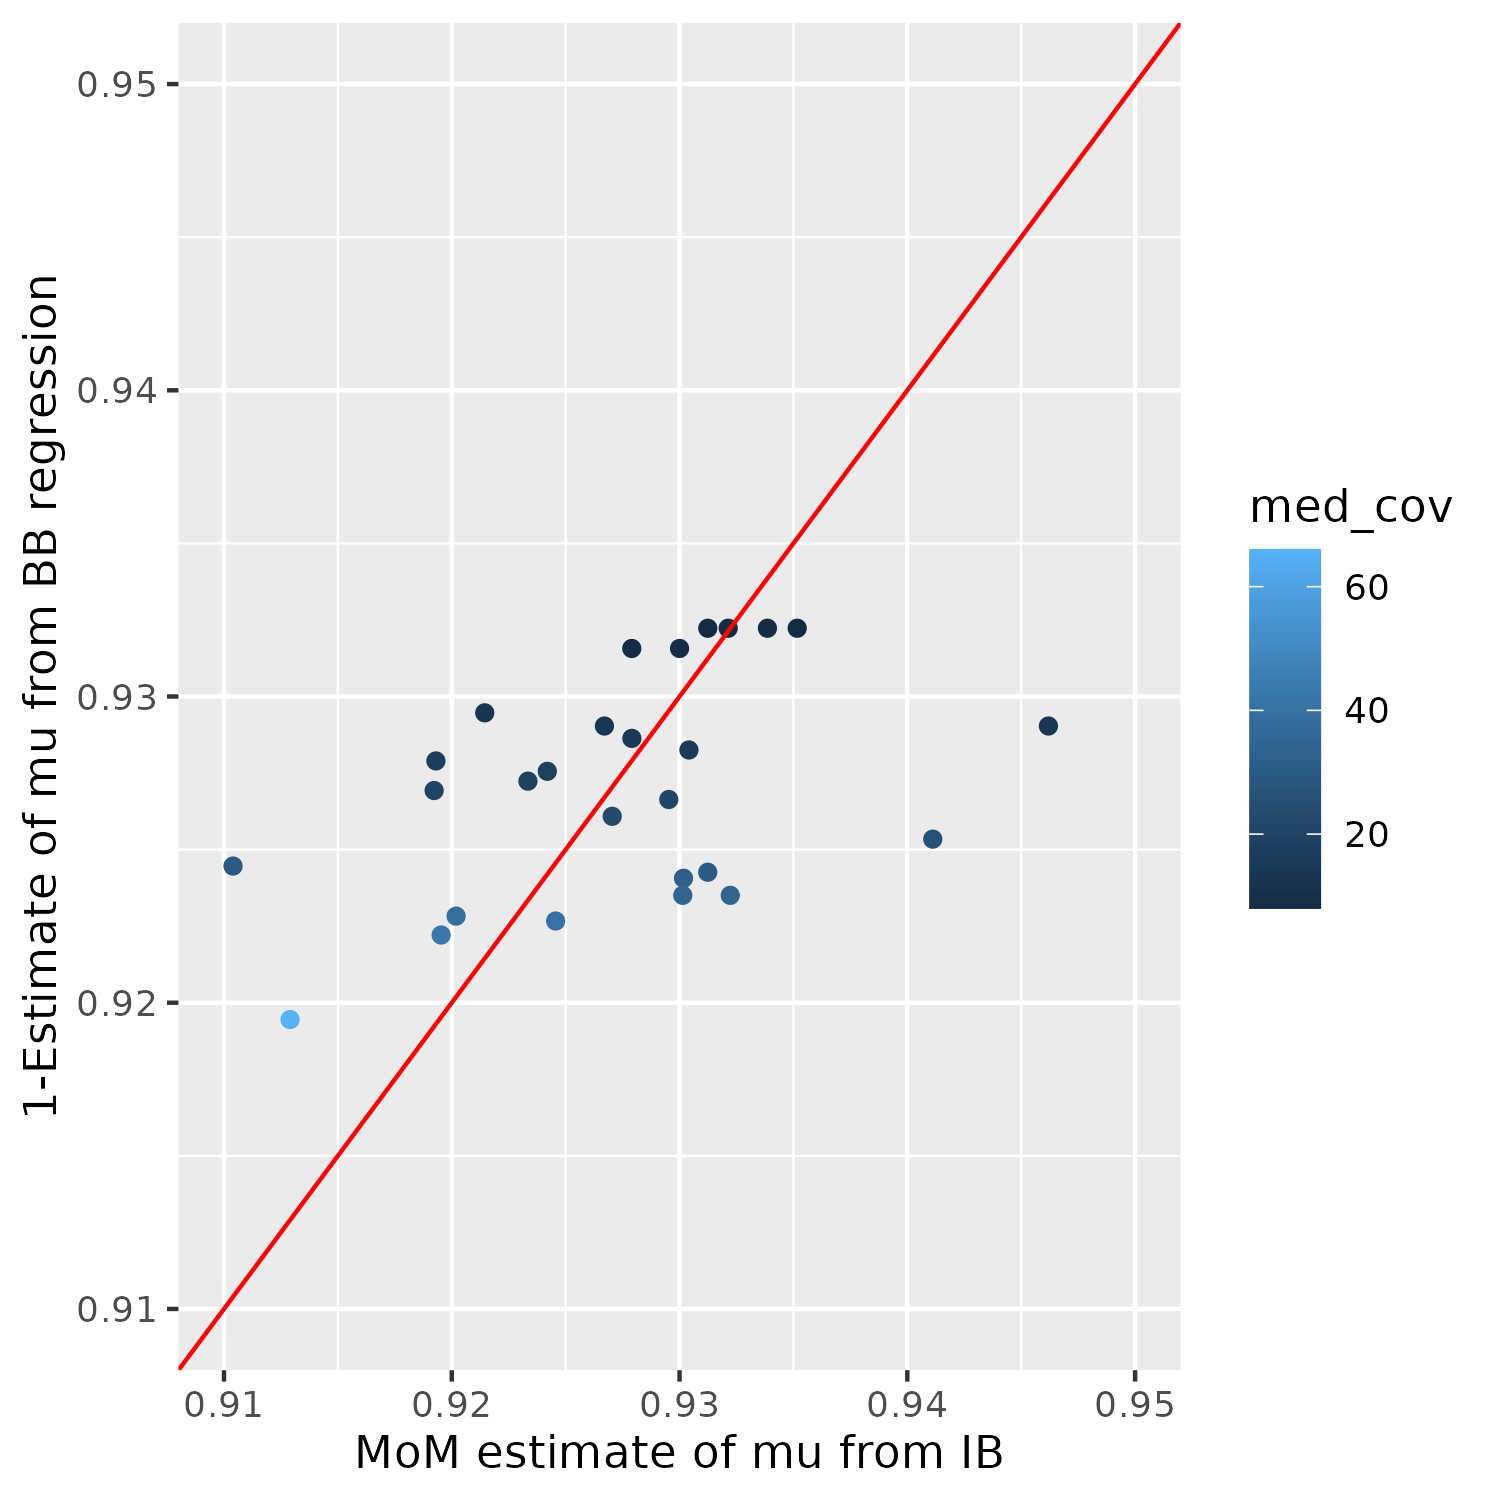 1-Estimate of mu from BB regression
0.95
0.94
0.93
0.92
0.91
0.91 0.92 0.93 0.94 0.95
MoM estimate of mu from IB
med_cov
60
40
20